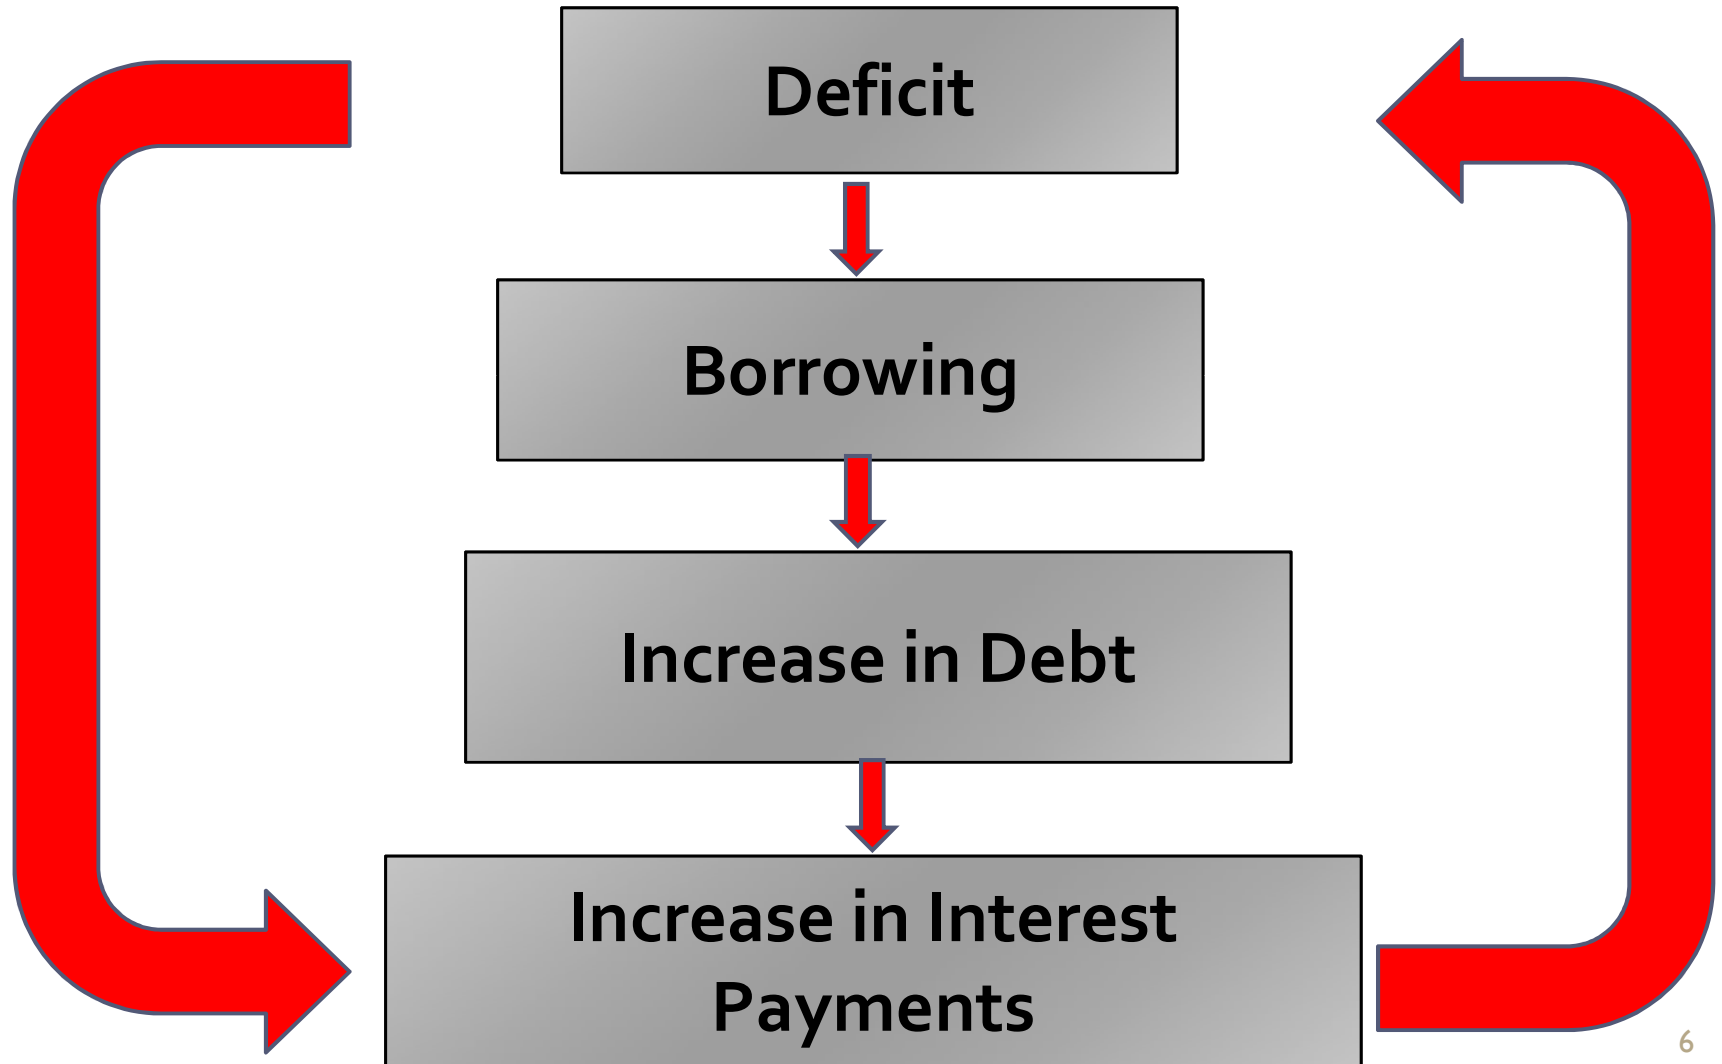 Deficit
Borrowing
Increase in Debt
Increase in Interest
Payments
6